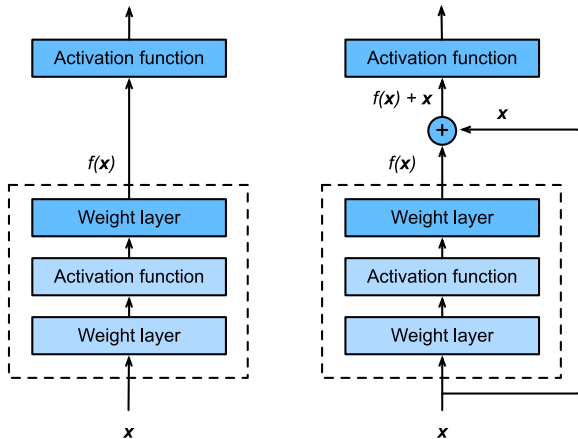 Activation function
f(x)
Weight layer
Activation function
Weight layer
x
Activation function
f(x) + x
x
+
f(x)
Weight layer
Activation function
Weight layer
x